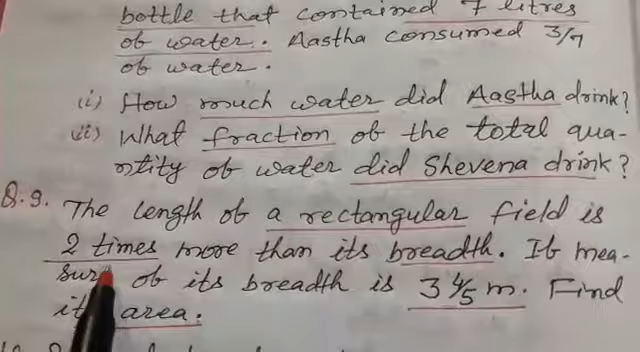 bottle that contained 7 litres
of water. Aastha consumed 3/7
of water.
(i) How much water did Aastha drink?
(ii) What fraction of the total qua-
ntity of water did Shevena drink?
Q.9. The length of a rectangular field is
2 times more than its breadth. If mea-
sur of its breadth is 3 4/5 m. Find
it area.